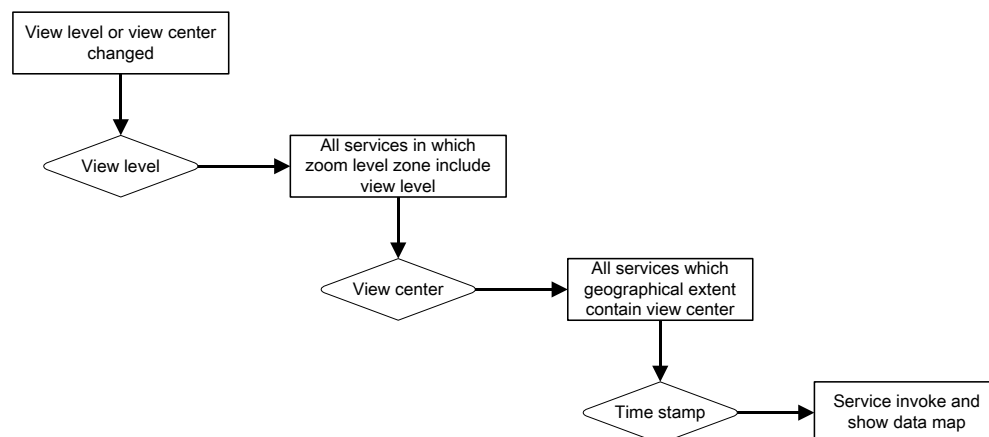 View level or view center
changed
View level
All services in which
zoom level zone include
view level
View center
All services which
geographical extent
contain view center
Time stamp
Service invoke and
show data map